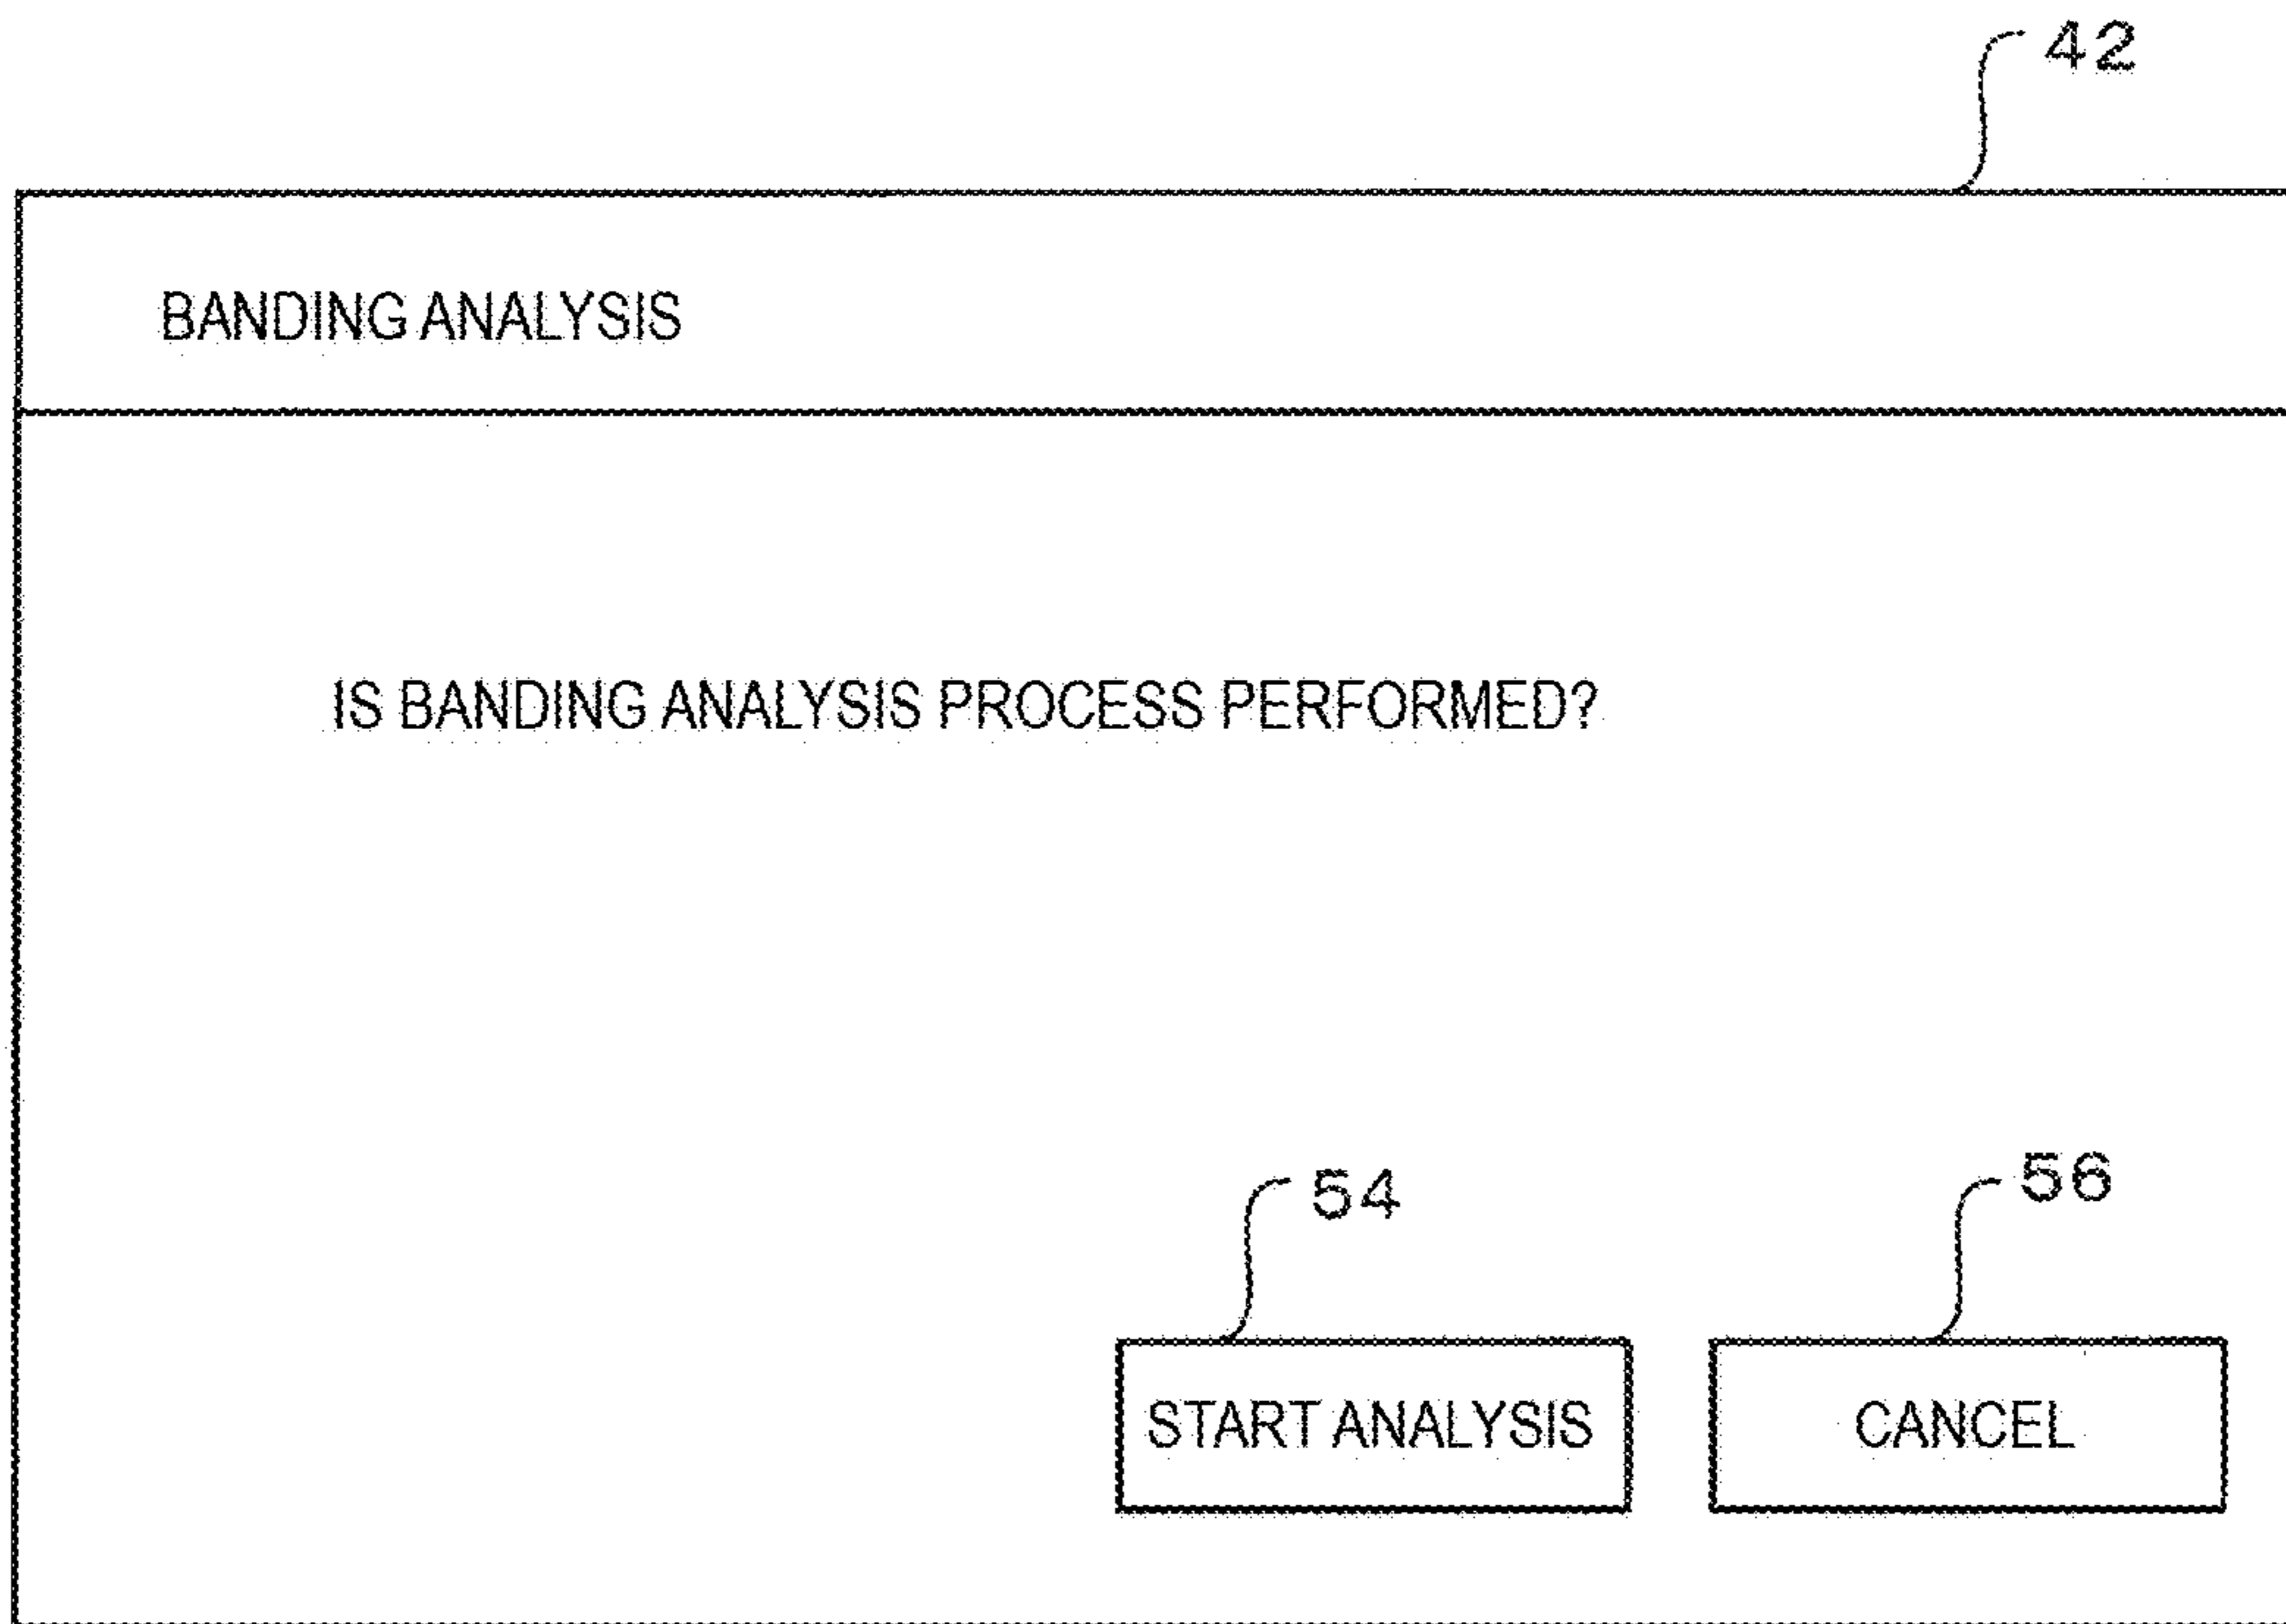 42
BANDING ANALYSIS
IS BANDING ANALYSIS PROCESS PERFORMED?
54
56
START ANALYSIS
CANCEL